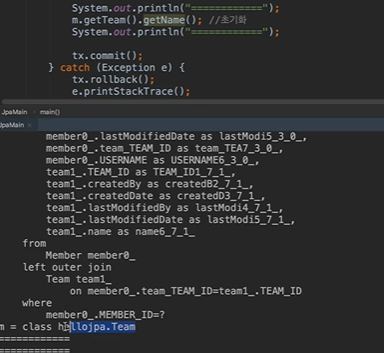 System.out.println("============");
m.getTeam().getName(); //초기화
System.out.println("============");
tx.commit();
} catch (Exception e) {
tx.rollback();
e.printStackTrace();
JpaMain
main()
JpaMain
member0_.lastModifiedDate as lastModi5_3_0_,
member0_.team_TEAM_ID as team_TEA7_3_0_,
member0_.USERNAME as USERNAME6_3_0_,
team1_.TEAM_ID as TEAM_ID1_7_1_,
team1_.createdBy as createdB2_7_1_,
team1_.createdDate as createdD3_7_1_,
team1_.lastModifiedBy as lastModi4_7_1_,
team1_.lastModifiedDate as lastModi5_7_1_,
team1_.name as name6_7_1_
from
Member member0_
left outer join
Team team1_
on member0_.team_TEAM_ID=team1_.TEAM_ID
where
member0_.MEMBER_ID=?
m = class hellojpa.Team
============
============